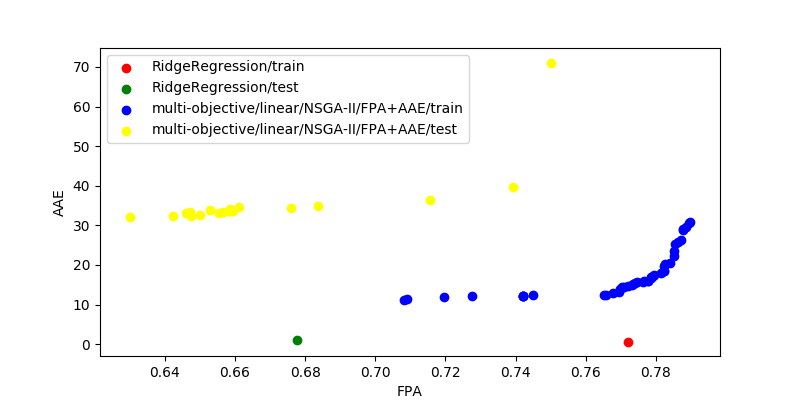 RidgeRegression/train
RidgeRegression/test
multi-objective/linear/NSGA-II/FPA+AAE/train
multi-objective/linear/NSGA-II/FPA+AAE/test
70
60
50
40
30
20
10
0
AAE
0.64 0.66 0.68 0.70 0.72 0.74 0.76 0.78
FPA